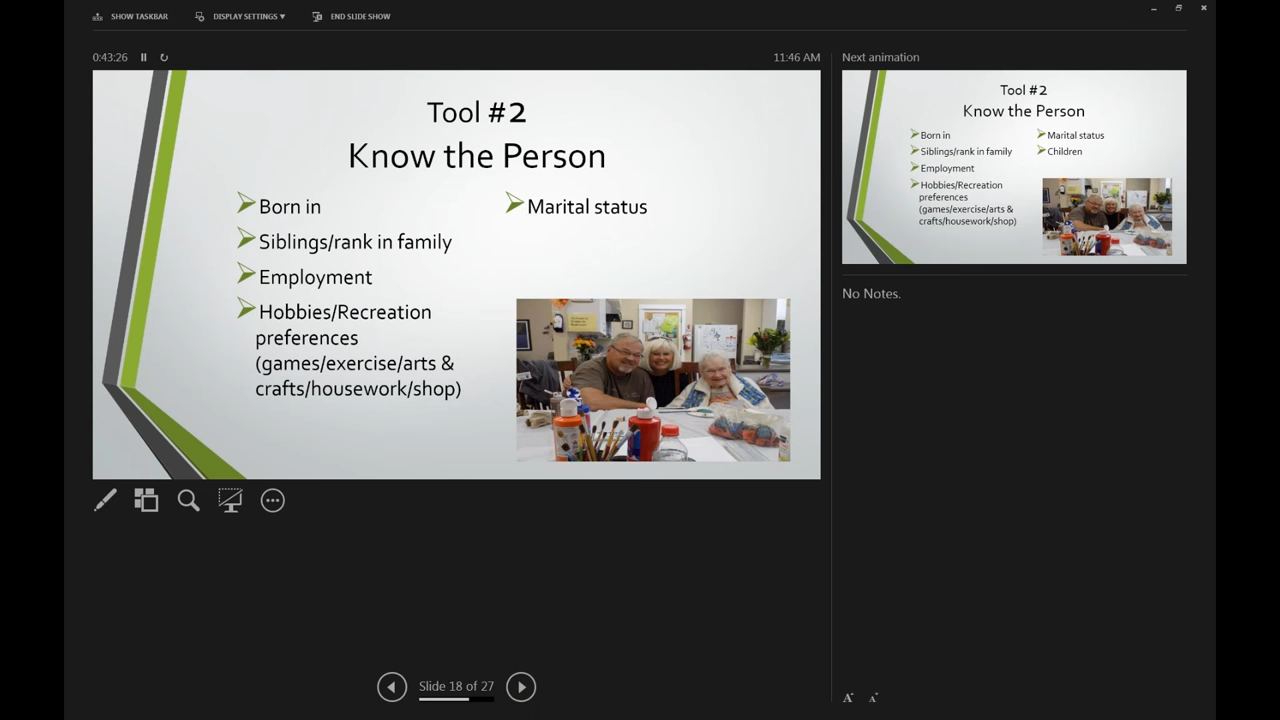 SHOW TASKBAR
DISPLAY SETTINGS ▼
END SLIDE SHOW
0:43:26
11:46 AM
Tool #2
Know the Person
Born in
Siblings/rank in family
Employment
Hobbies/Recreation
preferences
(games/exercise/arts &
crafts/housework/shop)
Marital status
Next animation
Tool #2
Know the Person
Born in
Siblings/rank in family
Employment
Hobbies/Recreation
preferences
(games/exercise/arts &
crafts/housework/shop)
Marital status
Children
No Notes.
Slide 18 of 27
A
A